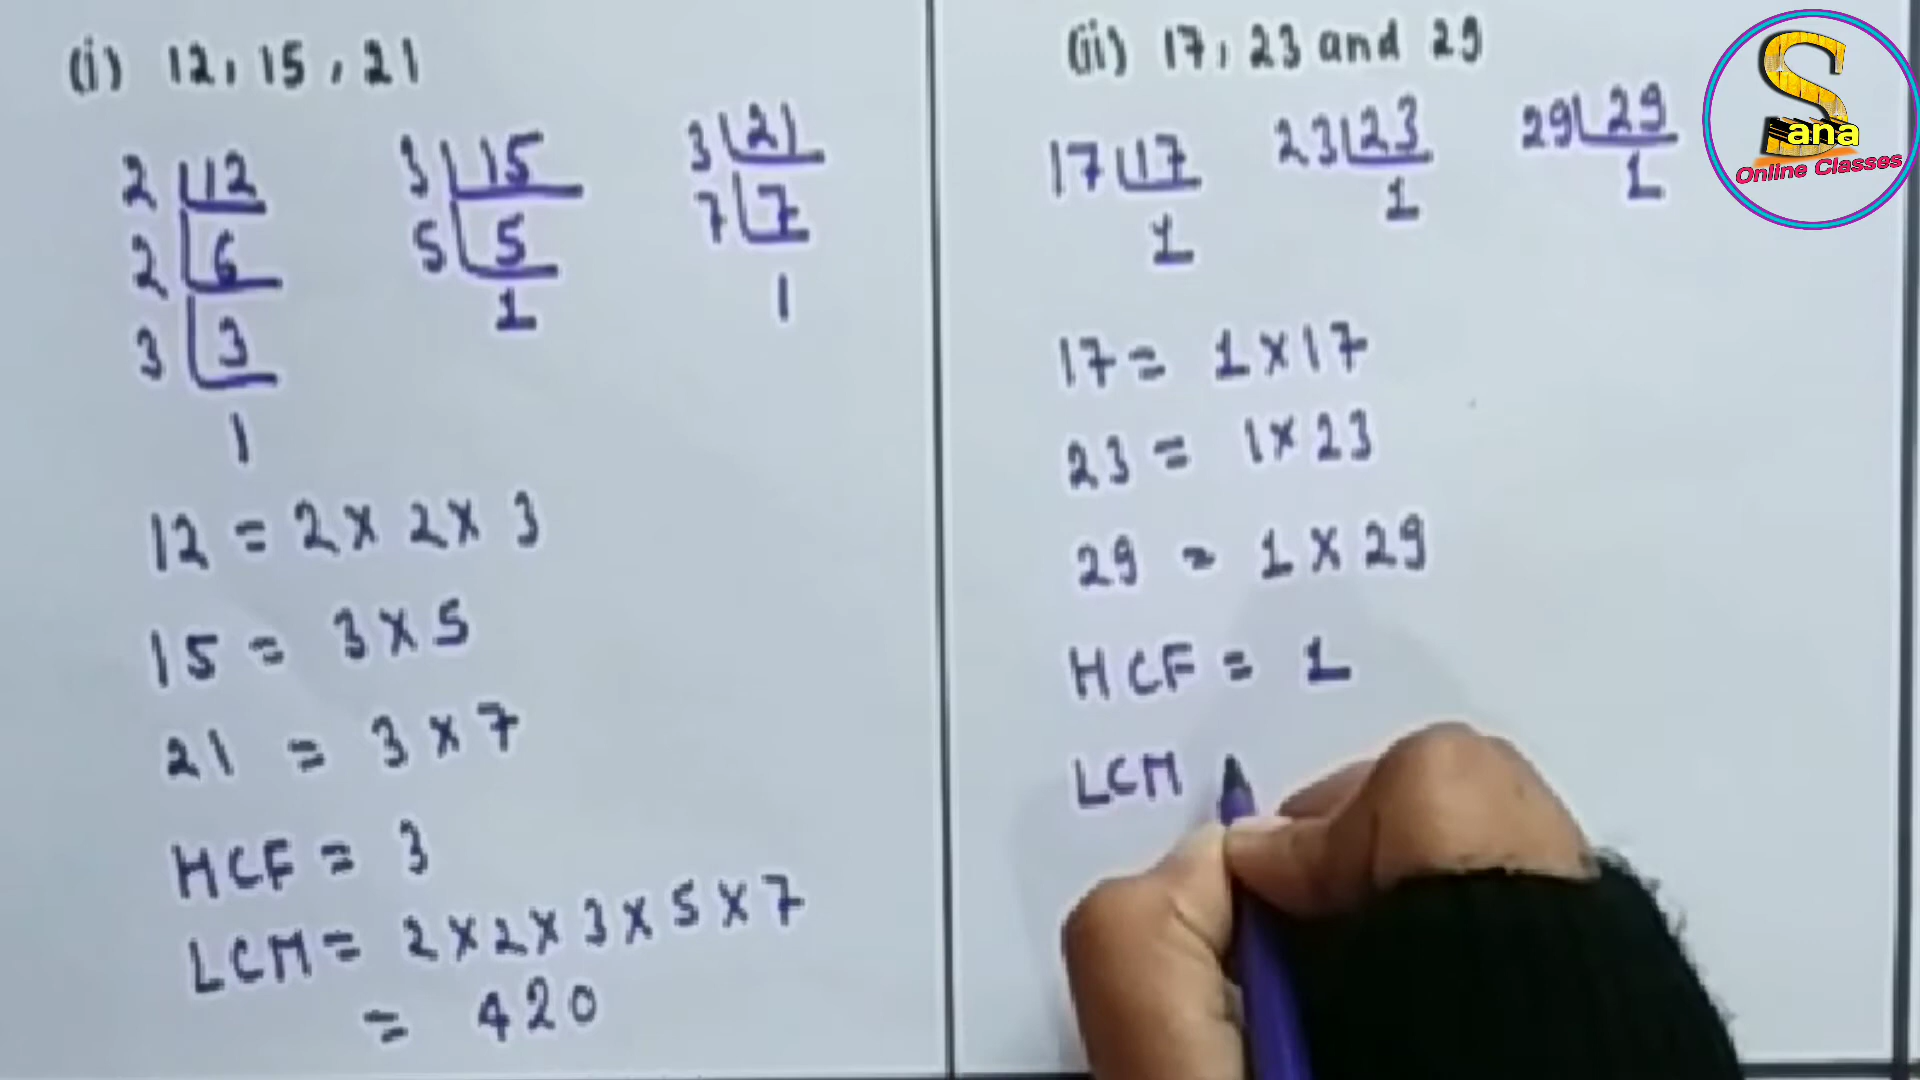 (i) 12, 15, 21
2 12
2 6
3 3
1
3 15
5 5
1
3 21
7 7
1
12 = 2 × 2 × 3
15 = 3 × 5
21 = 3 × 7
HCF = 3
LCM = 2 × 2 × 3 × 5 × 7
= 420
(ii) 17, 23 and 29
17 17
1
23 23
1
29 29
1
17 = 1 × 17
23 = 1 × 23
29 = 1 × 29
HCF = 1
LCM
Sana
Online Classes